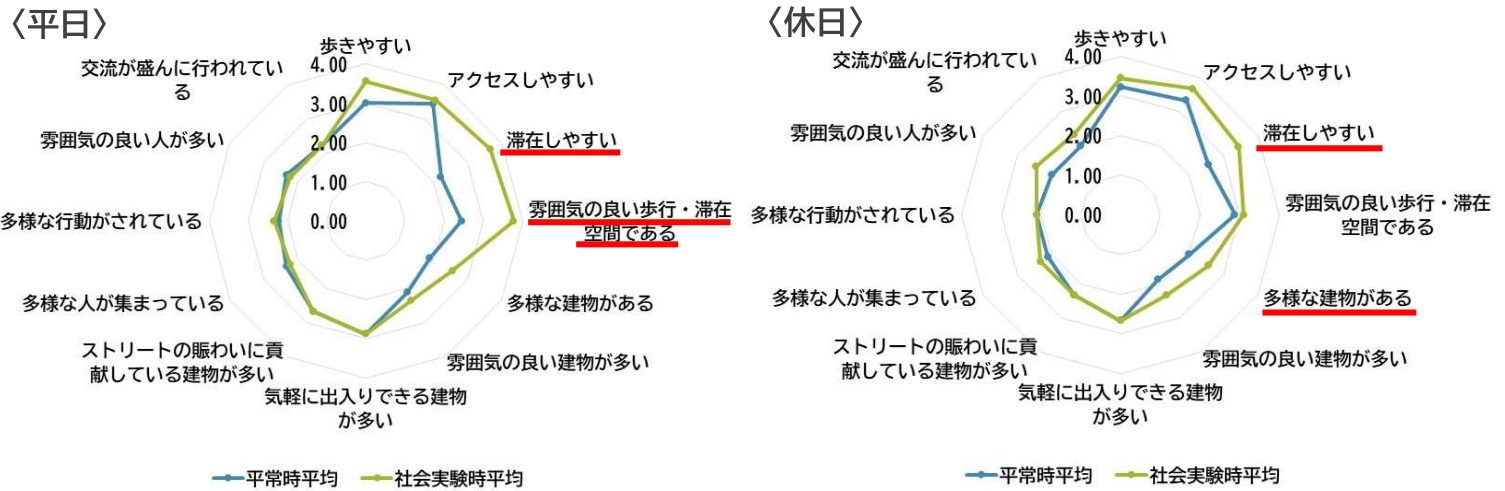 〈平日〉
歩きやすい
アクセスしやすい
滞在しやすい
雰囲気の良い歩行・滞在
空間である
多様な建物がある
雰囲気の良い建物が多い
気軽に出入りできる建物
が多い
ストリートの賑わいに貢
献している建物が多い
多様な人が集まっている
多様な行動がされている
雰囲気の良い人が多い
交流が盛んに行われてい
る
4.00
3.00
2.00
1.00
0.00
平常時平均
社会実験時平均
〈休日〉
歩きやすい
アクセスしやすい
滞在しやすい
雰囲気の良い歩行・滞在
空間である
多様な建物がある
雰囲気の良い建物が多い
気軽に出入りできる建物
が多い
ストリートの賑わいに貢
献している建物が多い
多様な人が集まっている
多様な行動がされている
雰囲気の良い人が多い
交流が盛んに行われている
4.00
3.00
2.00
1.00
0.00
平常時平均
社会実験時平均